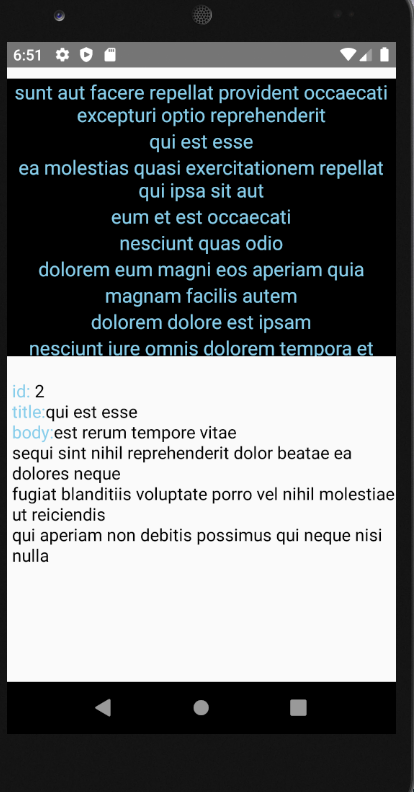 6:51
sunt aut facere repellat provident occaecati
excepturi optio reprehenderit
qui est esse
ea molestias quasi exercitationem repellat
qui ipsa sit aut
eum et est occaecati
nesciunt quas odio
dolorem eum magni eos aperiam quia
magnam facilis autem
dolorem dolore est ipsam
nesciunt iure omnis dolorem tempora et
id: 2
title:qui est esse
body:est rerum tempore vitae
sequi sint nihil reprehenderit dolor beatae ea
dolores neque
fugiat blanditiis voluptate porro vel nihil molestiae
ut reiciendis
qui aperiam non debitis possimus qui neque nisi
nulla